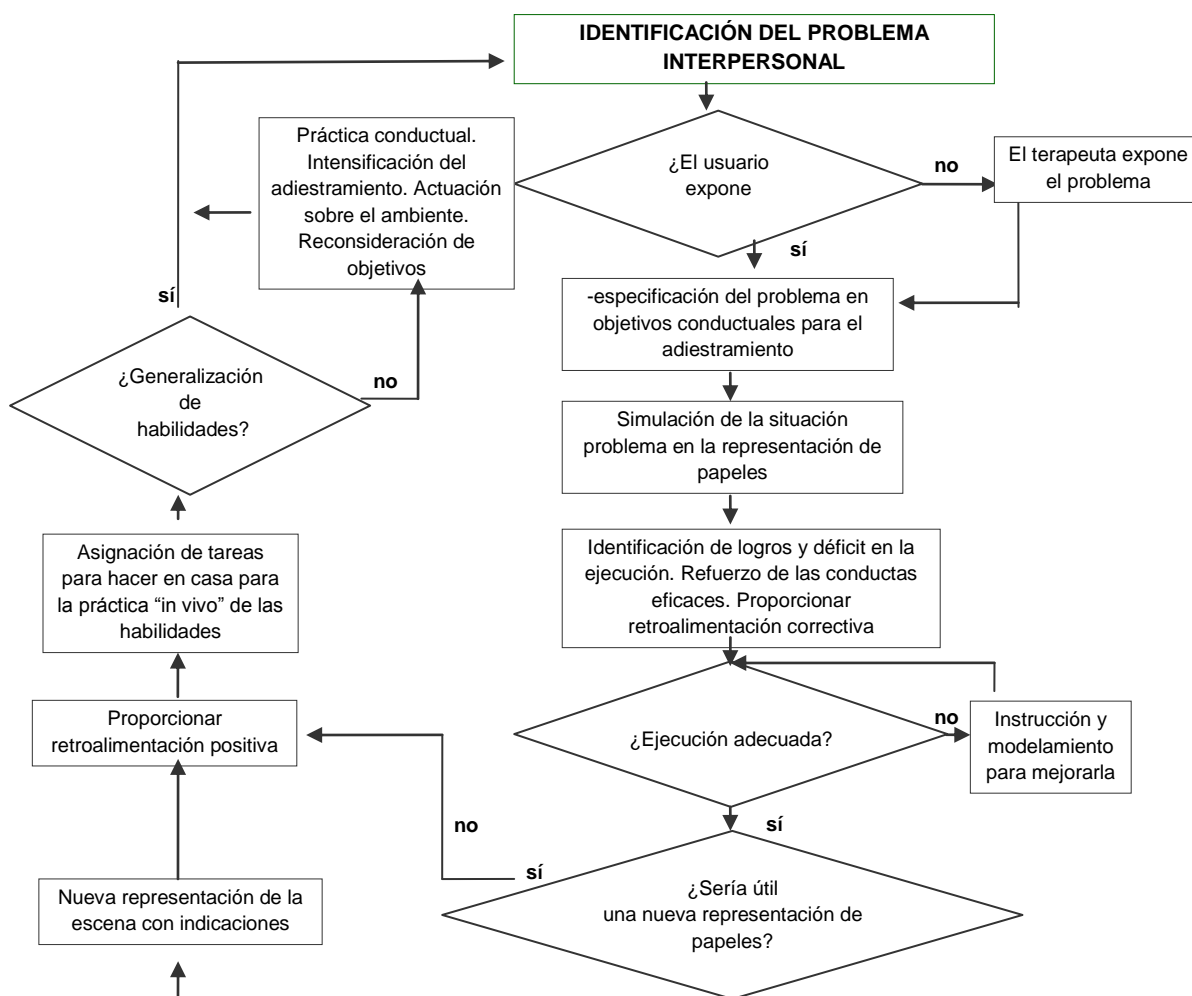 IDENTIFICACIÓN DEL PROBLEMA
INTERPERSONAL
¿El usuario
expone
no
El terapeuta expone
el problema
sí
-especificación del problema en
objetivos conductuales para el
adiestramiento
Simulación de la situación
problema en la representación de
papeles
Identificación de logros y déficit en la
ejecución. Refuerzo de las conductas
eficaces. Proporcionar
retroalimentación correctiva
¿Ejecución adecuada?
no
Instrucción y
modelamiento
para mejorarla
sí
¿Sería útil
una nueva representación de
papeles?
sí
no
Nueva representación de la
escena con indicaciones
Proporcionar
retroalimentación positiva
Asignación de tareas
para hacer en casa para
la práctica “in vivo” de las
habilidades
¿Generalización
de
habilidades?
no
sí
Práctica conductual.
Intensificación del
adiestramiento. Actuación
sobre el ambiente.
Reconsideración de
objetivos